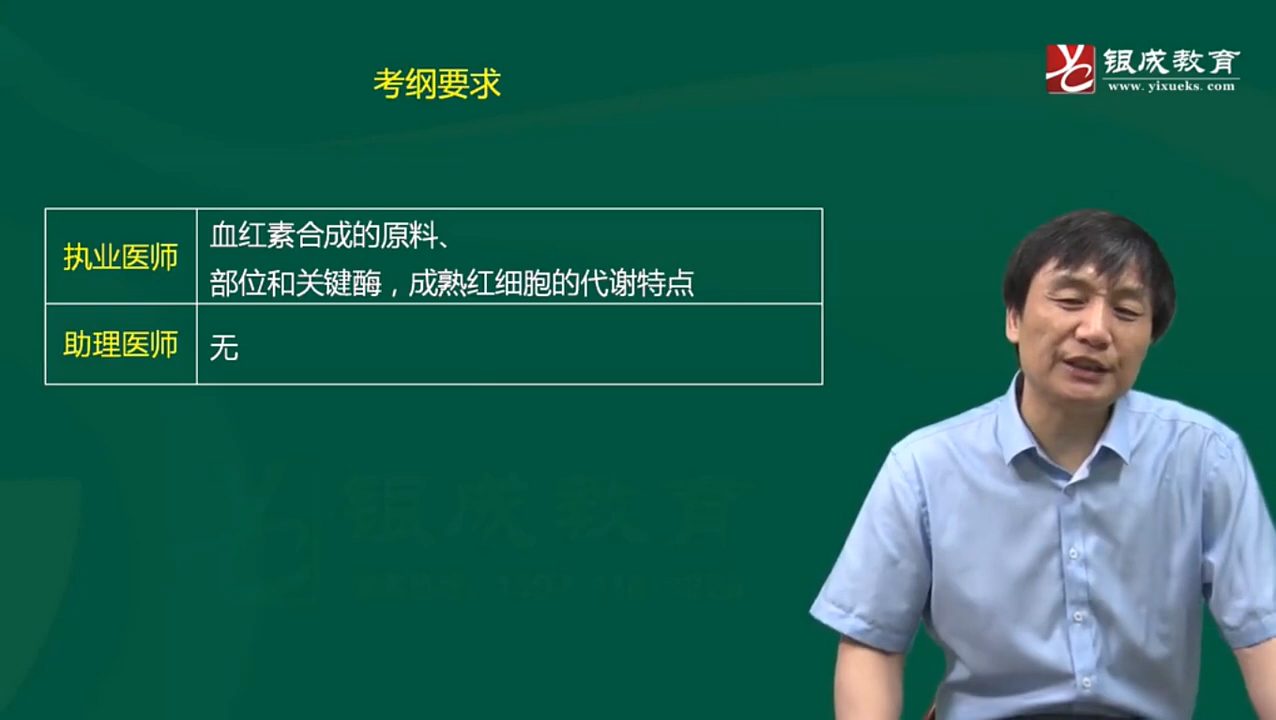 考纲要求
银成教育
www.yixueks.com
执业医师
血红素合成的原料、
部位和关键酶，成熟红细胞的代谢特点
助理医师
无
银成教育